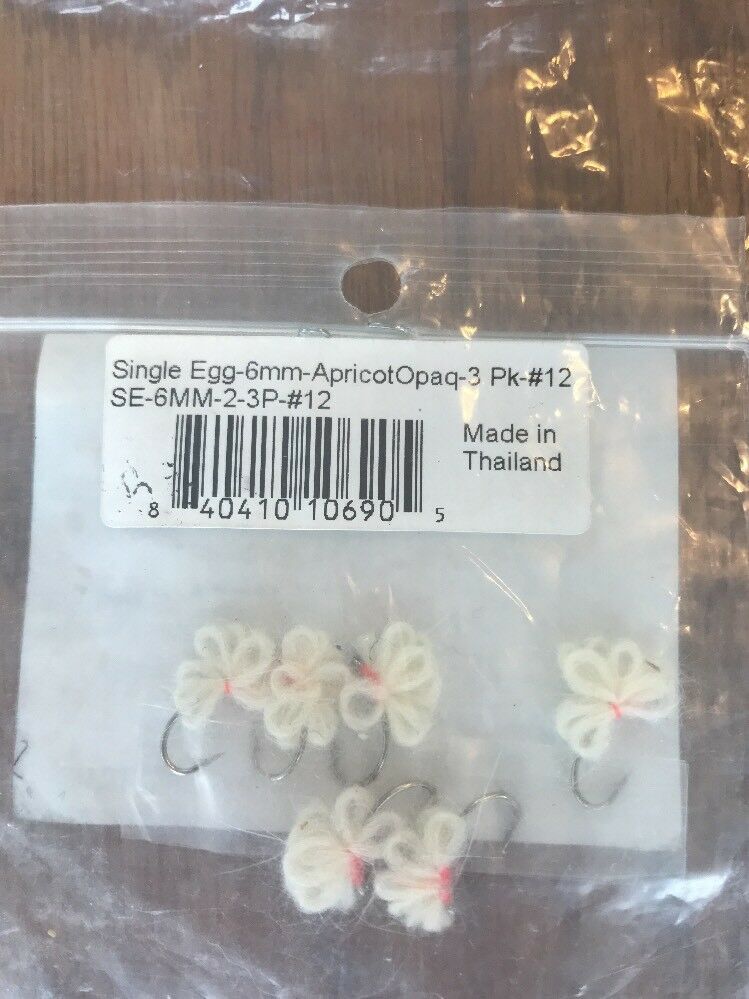 Single Egg-6mm-ApricotOpaq-3 Pk-#12
SE-6MM-2-3P-#12
Made in
Thailand
8 40410 10690 5